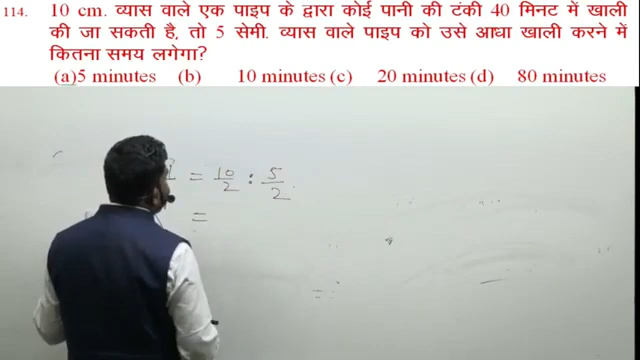 114. 10 cm. व्यास वाले एक पाइप के द्वारा कोई पानी की टंकी 40 मिनट में खाली
की जा सकती है, तो 5 सेमी. व्यास वाले पाइप को उसे आधा खाली करने में
कितना समय लगेगा?
(a)5 minutes (b) 10 minutes (c) 20 minutes (d) 80 minutes
= 10/2 : 5/2
=